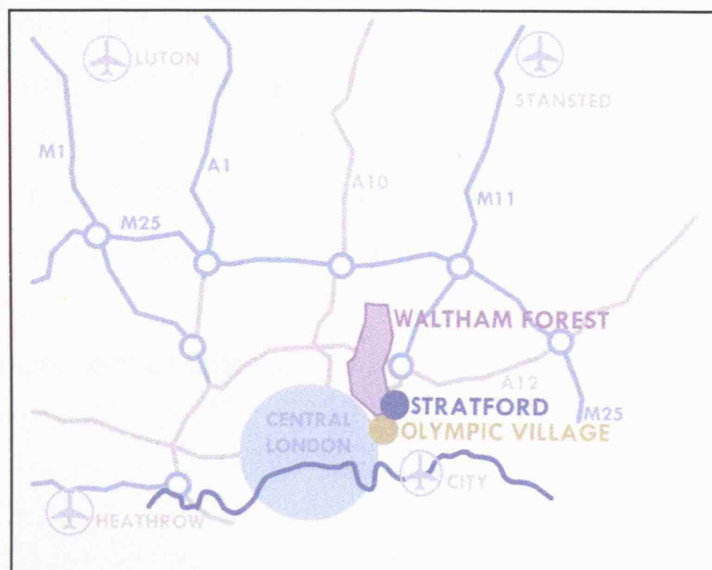 LUTON
STANSTED
M1
A1
A10
M11
M25
WALTHAM FOREST
A12
STRATFORD
M25
CENTRAL
LONDON
OLYMPIC VILLAGE
CITY
HEATHROW